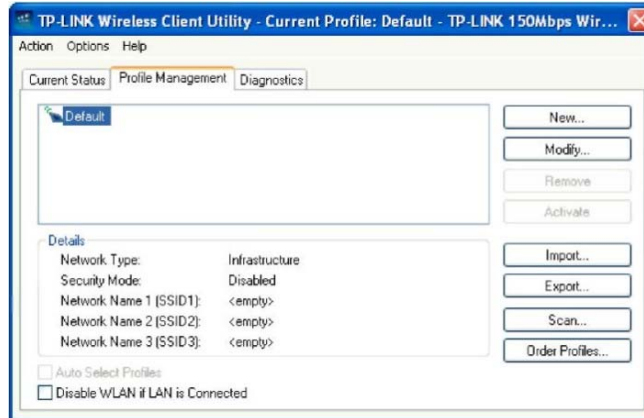 TP-LINK Wireless Client Utility - Current Profile: Default - TP-LINK 150Mbps Wir...
Action Options Help
Current Status Profile Management Diagnostics
Default
New...
Modify...
Remove
Activate
Details
Network Type: Infrastructure
Security Mode: Disabled
Network Name 1 (SSID1): <empty>
Network Name 2 (SSID2): <empty>
Network Name 3 (SSID3): <empty>
Import...
Export...
Scan...
Order Profiles...
Auto Select Profiles
Disable WLAN if LAN is Connected